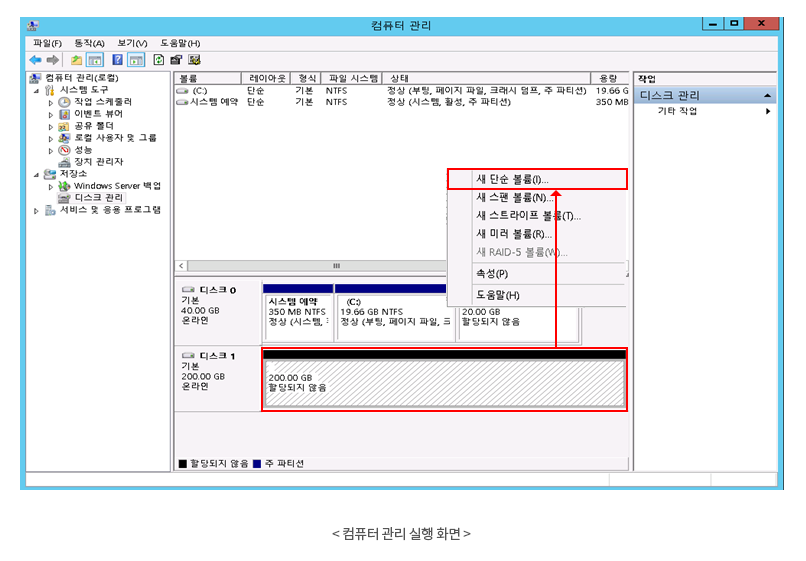 컴퓨터 관리
파일(F) 동작(A) 보기(V) 도움말(H)
컴퓨터 관리(로컬)
시스템 도구
작업 스케줄러
이벤트 뷰어
공유 폴더
로컬 사용자 및 그룹
성능
장치 관리자
저장소
Windows Server 백업
디스크 관리
서비스 및 응용 프로그램
볼륨 레이아웃 형식 파일 시스템 상태 용량
(C:) 단순 기본 NTFS 정상 (부팅, 페이지 파일, 크래시 덤프, 주 파티션) 19.66 G
시스템 예약 단순 기본 NTFS 정상 (시스템, 활성, 주 파티션) 350 MB
새 단순 볼륨(I)...
새 스팬 볼륨(N)...
새 스트라이프 볼륨(T)...
새 미러 볼륨(R)...
새 RAID-5 볼륨(W)...
속성(P)
도움말(H)
디스크 0
기본
40.00 GB
온라인
시스템 예약
350 MB NTFS
정상 (시스템,
(C:)
19.66 GB NTFS
정상 (부팅, 페이지 파일, 크
20.00 GB
할당되지 않음
디스크 1
기본
200.00 GB
온라인
200.00 GB
할당되지 않음
할당되지 않음 주 파티션
작업
디스크 관리
기타 작업
< 컴퓨터 관리 실행 화면 >